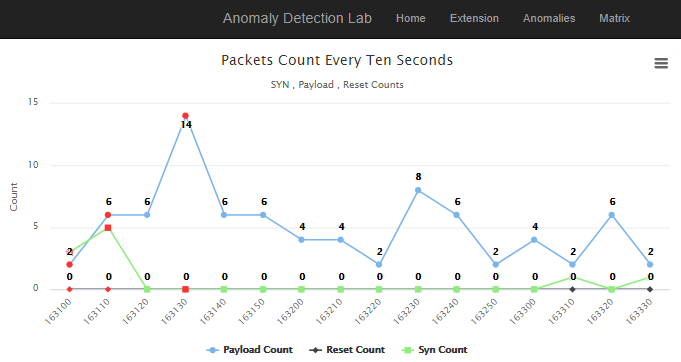 Anomaly Detection Lab Home Extension Anomalies Matrix
Packets Count Every Ten Seconds
SYN , Payload , Reset Counts
15
10
5
0
Count
2 6 6 14 6 6 4 4 2 8 6 2 4 2 6 2
0 0 0 0 0 0 0 0 0 0 0 0 0 0 0 0
163100 163110 163120 163130 163140 163150 163200 163210 163220 163230 163240 163250 163300 163310 163320 163330
Payload Count Reset Count Syn Count